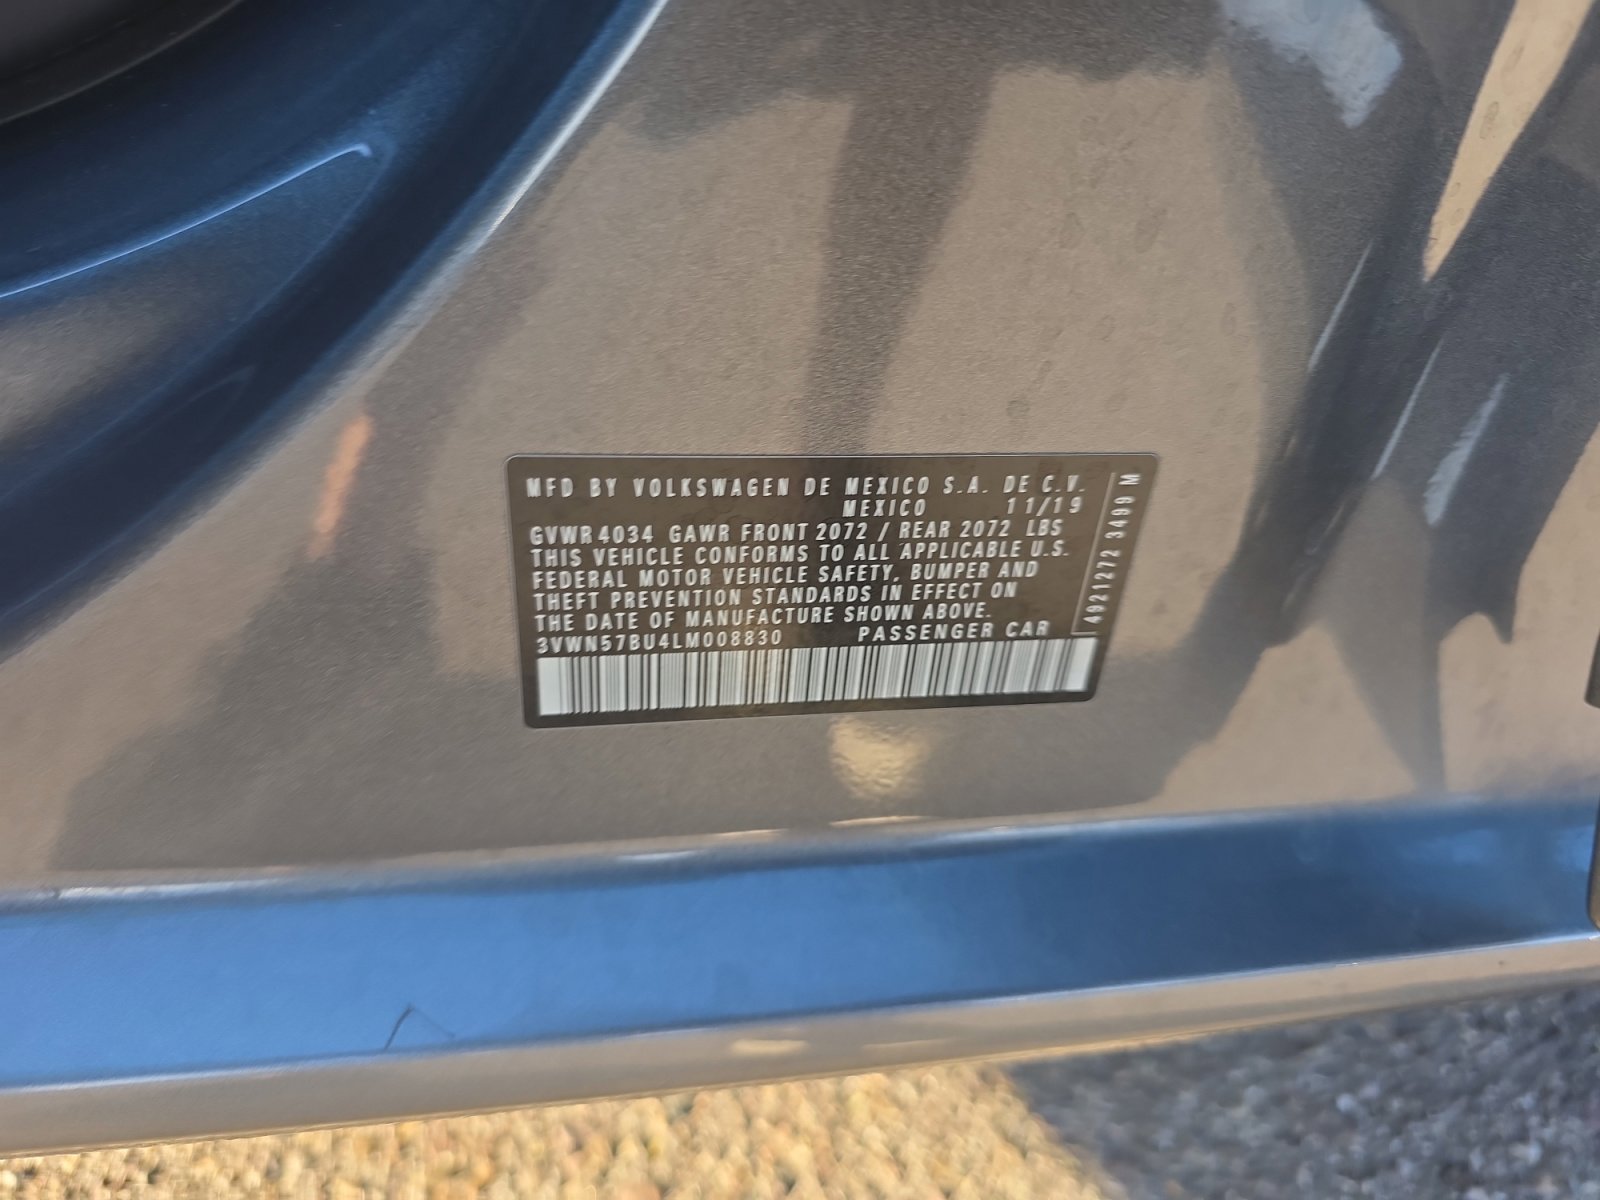 MFD BY VOLKSWAGEN DE MEXICO S.A. DE C.V.
MEXICO 11/19
GVWR 4034 GAWR FRONT 2072 / REAR 2072 LBS
THIS VEHICLE CONFORMS TO ALL APPLICABLE U.S.
FEDERAL MOTOR VEHICLE SAFETY, BUMPER AND
THEFT PREVENTION STANDARDS IN EFFECT ON
THE DATE OF MANUFACTURE SHOWN ABOVE.
3VWN57BU4LM008830 PASSENGER CAR
4921272 3499 M